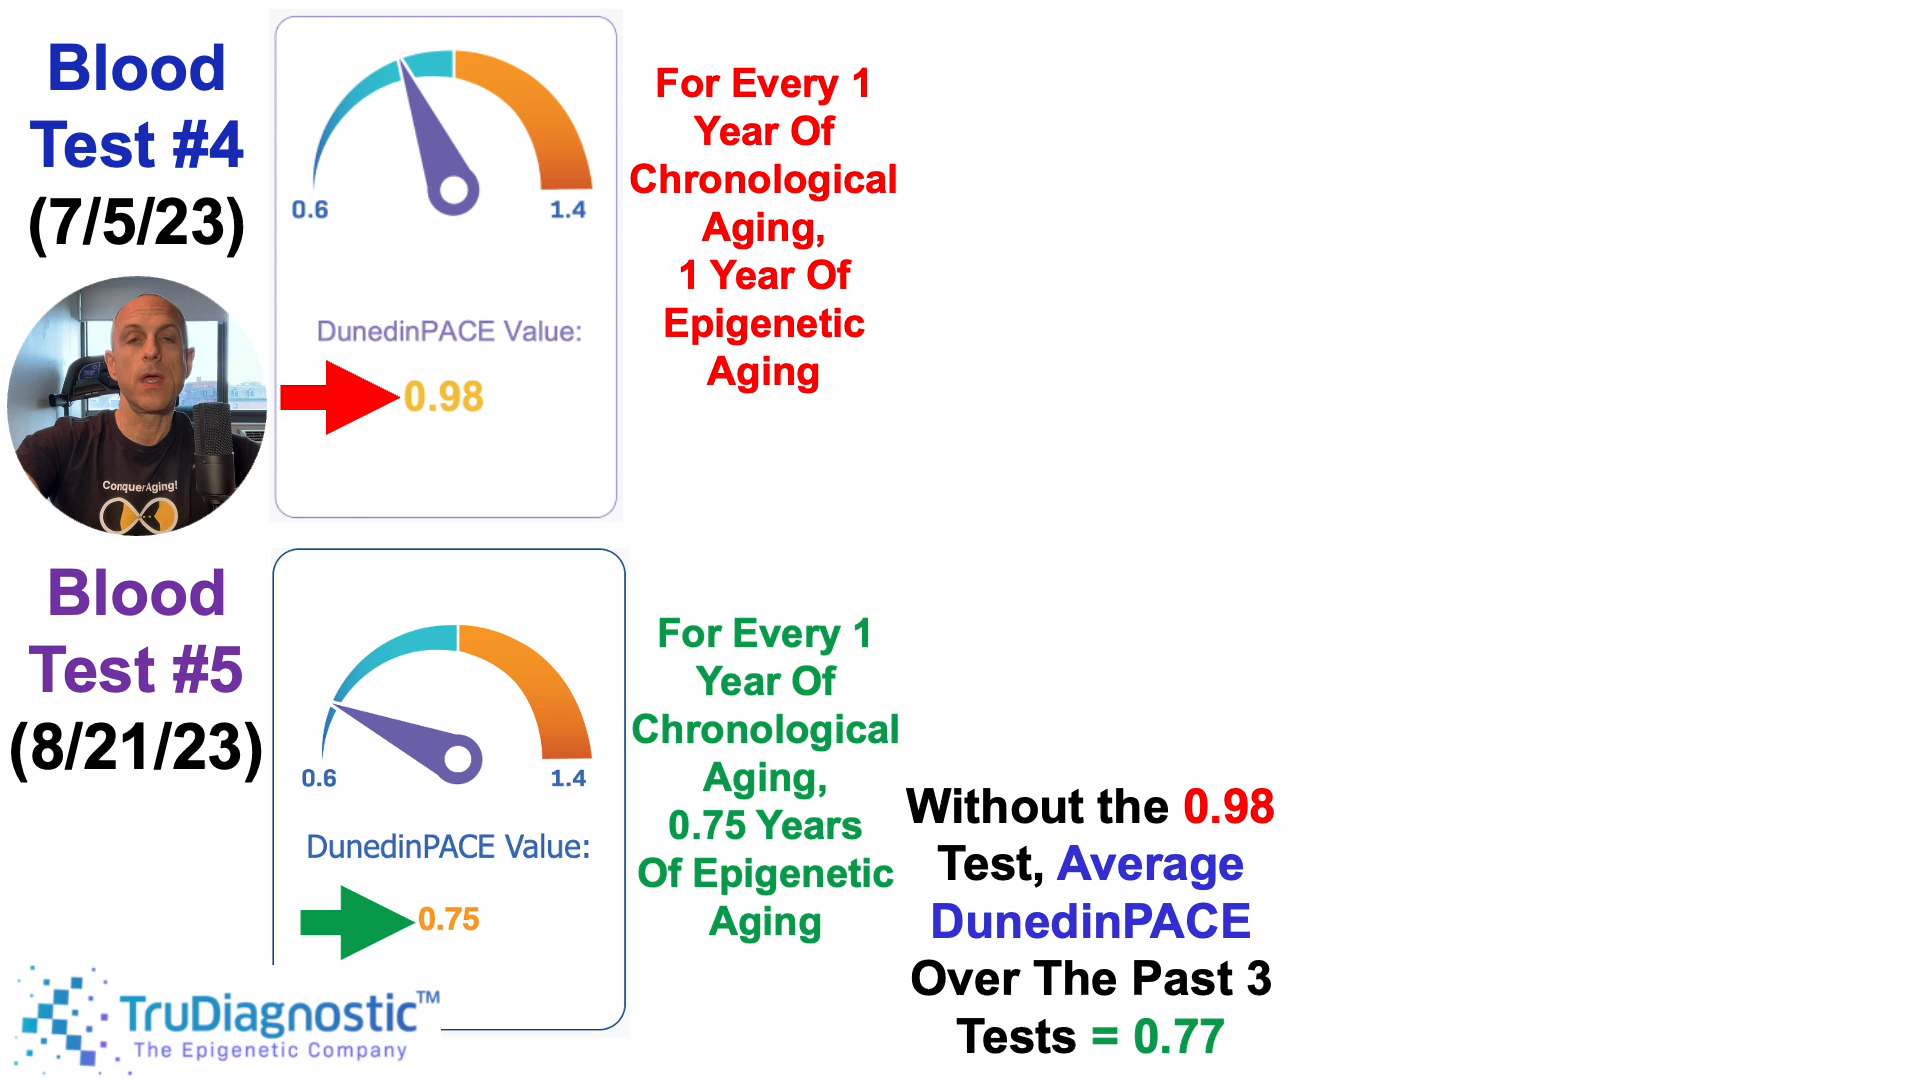 Blood
Test #4
(7/5/23)
0.6
1.4
DunedinPACE Value:
0.98
For Every 1
Year Of
Chronological
Aging,
1 Year Of
Epigenetic
Aging
ConquerAging!
Blood
Test #5
(8/21/23)
0.6
1.4
DunedinPACE Value:
0.75
For Every 1
Year Of
Chronological
Aging,
0.75 Years
Of Epigenetic
Aging
Without the 0.98
Test, Average
DunedinPACE
Over The Past 3
Tests = 0.77
TruDiagnostic™
The Epigenetic Company